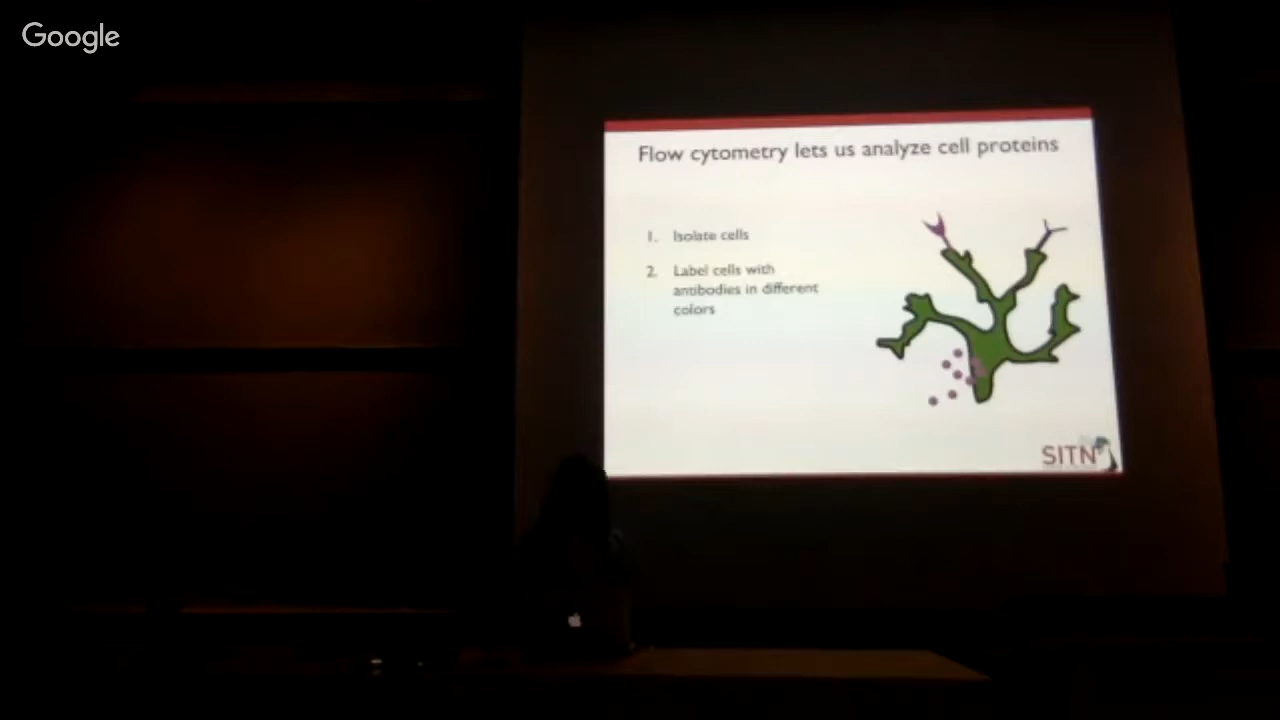 Google
Flow cytometry lets us analyze cell proteins
1. Isolate cells
2. Label cells with
antibodies in different
colors
SITN